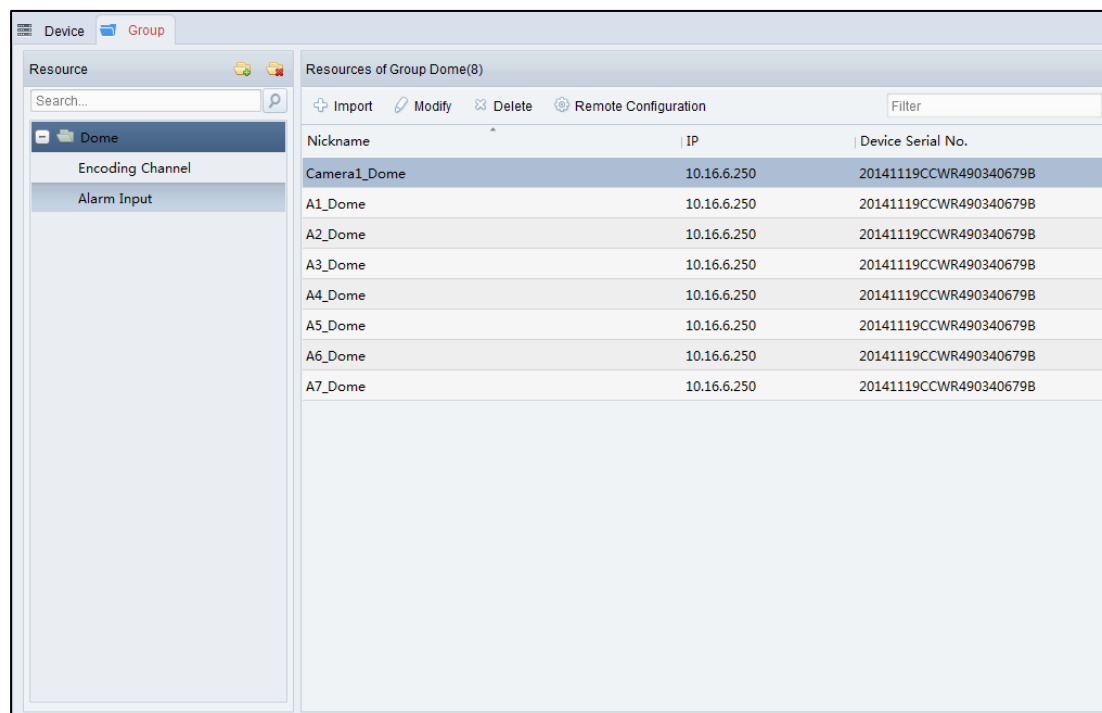 Device Group
Resource
Search...
Dome
Encoding Channel
Alarm Input
Resources of Group Dome(8)
Import Modify Delete Remote Configuration Filter
Nickname IP Device Serial No.
Camera1_Dome 10.16.6.250 20141119CCWR490340679B
A1_Dome 10.16.6.250 20141119CCWR490340679B
A2_Dome 10.16.6.250 20141119CCWR490340679B
A3_Dome 10.16.6.250 20141119CCWR490340679B
A4_Dome 10.16.6.250 20141119CCWR490340679B
A5_Dome 10.16.6.250 20141119CCWR490340679B
A6_Dome 10.16.6.250 20141119CCWR490340679B
A7_Dome 10.16.6.250 20141119CCWR490340679B